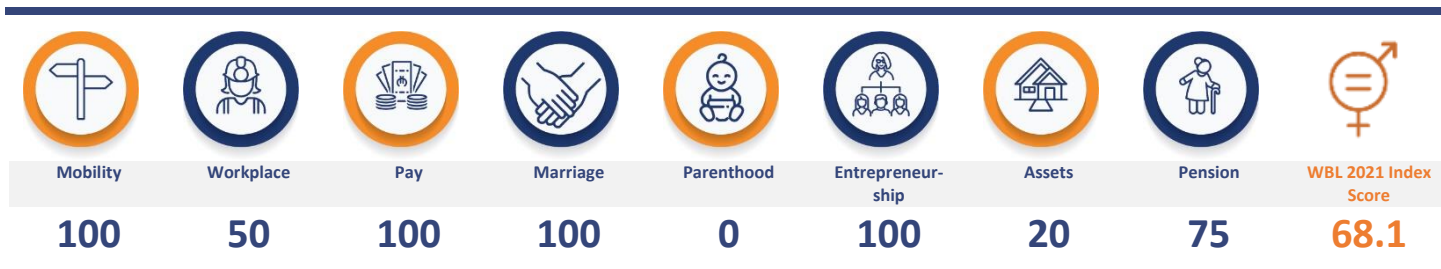 Mobility Workplace Pay Marriage Parenthood Entrepreneur- Assets Pension WBL 2021 Index
ship Score
100 50 100 100 0 100 20 75 68.1